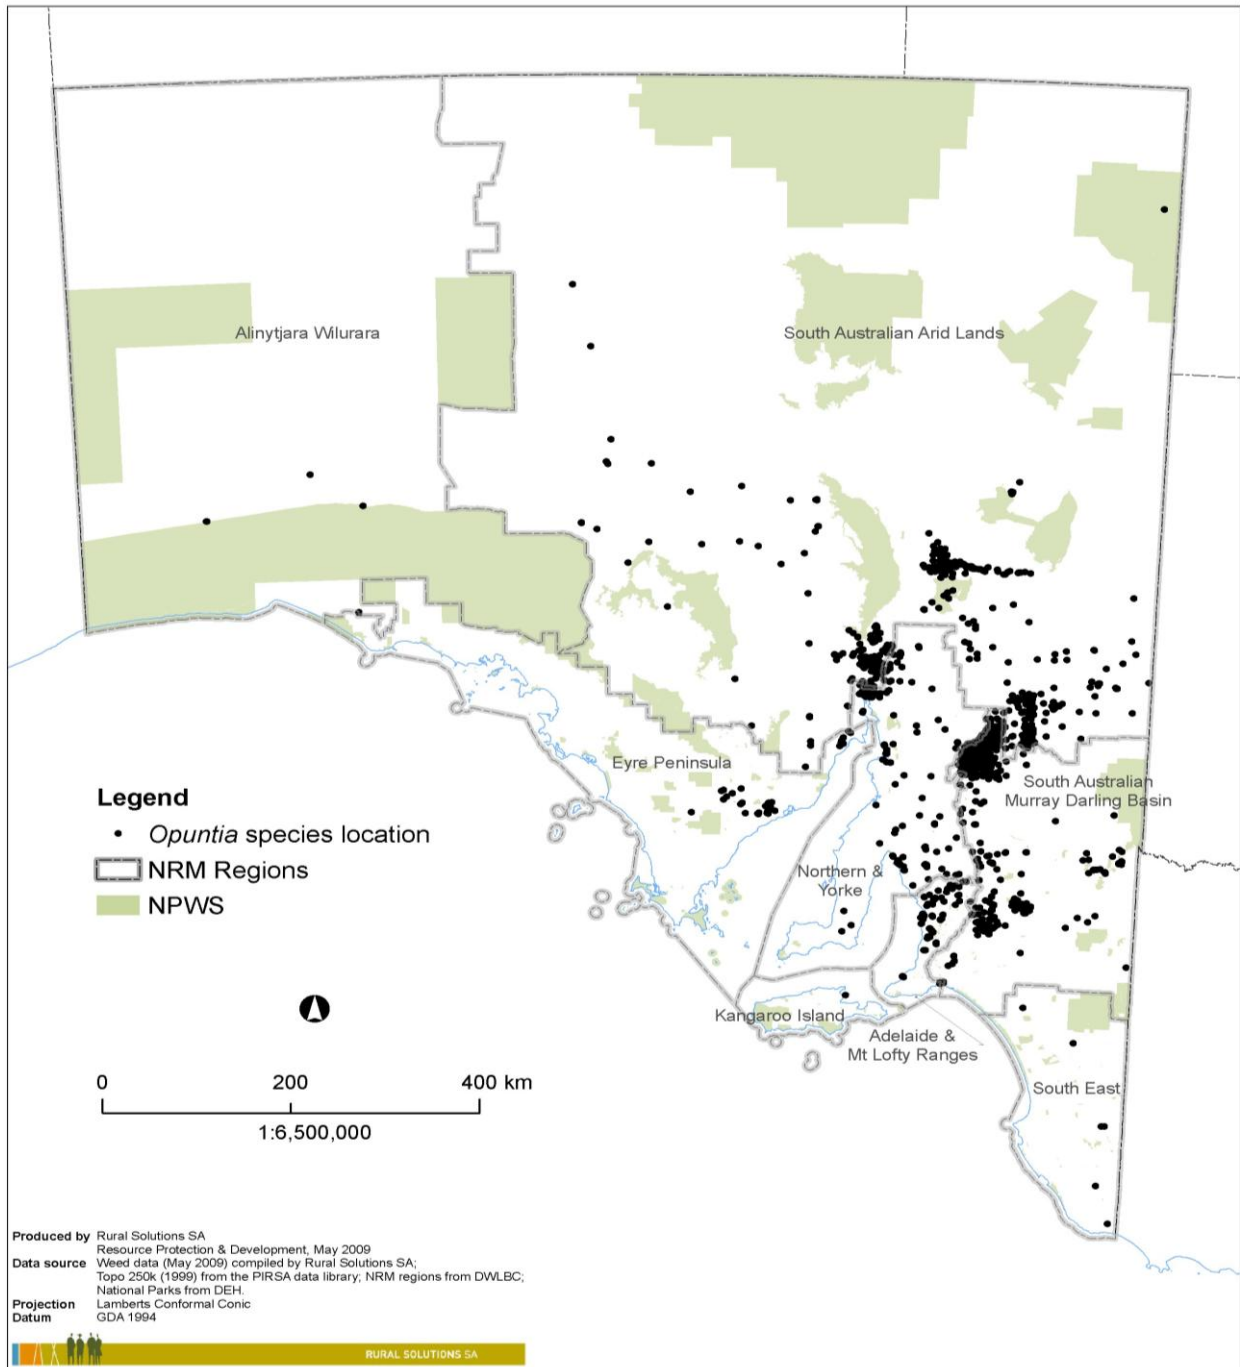 Alinytjara Wilurara
South Australian Arid Lands
Eyre Peninsula
South Australian
Murray Darling Basin
Northern &
Yorke
Kangaroo Island
Adelaide &
Mt Lofty Ranges
South East
Legend
Opuntia species location
NRM Regions
NPWS
0 200 400 km
1:6,500,000
Produced by Rural Solutions SA
Resource Protection & Development, May 2009
Data source Weed data (May 2009) compiled by Rural Solutions SA;
Topo 250k (1999) from the PIRSA data library; NRM regions from DWLBC;
National Parks from DEH.
Projection Lamberts Conformal Conic
Datum GDA 1994
RURAL SOLUTIONS SA